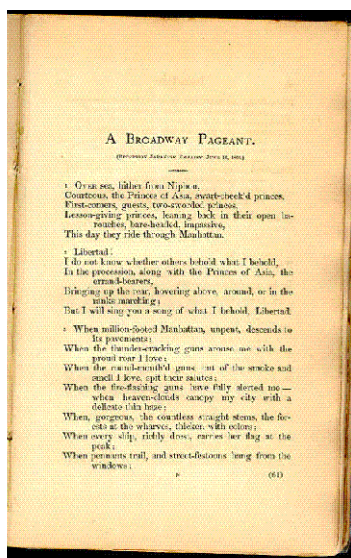 A BROADWAY PAGEANT.
(RECEPTION JAPANESE EMBASSY JUNE 16, 1860.)
1 OVER sea, hither from Niphon,
Courteous, the Princes of Asia, swart-cheek'd princes,
First-comers, guests, two-sworded princes,
Lesson-giving princes, leaning back in their open ba-
rouches, bare-headed, impassive,
This day they ride through Manhattan.
2 Libertad!
I do not know whether others behold what I behold,
In the procession, along with the Princes of Asia, the
errand-bearers,
Bringing up the rear, hovering above, around, or in the
ranks marching;
But I will sing you a song of what I behold, Libertad.
3 When million-footed Manhattan, unpent, descends to
its pavements;
When the thunder-cracking guns arouse me with the
proud roar I love;
When the round-mouth'd guns, out of the smoke and
smell I love, spit their salutes;
When the fire-flashing guns have fully alerted me—
when heaven-clouds canopy my city with a
delicate thin haze;
When, gorgeous, the countless straight stems, the for-
ests at the wharves, thicken with colors;
When every ship, richly drest, carries her flag at the
peak;
When pennants trail, and street-festoons hang from the
windows;
(61)